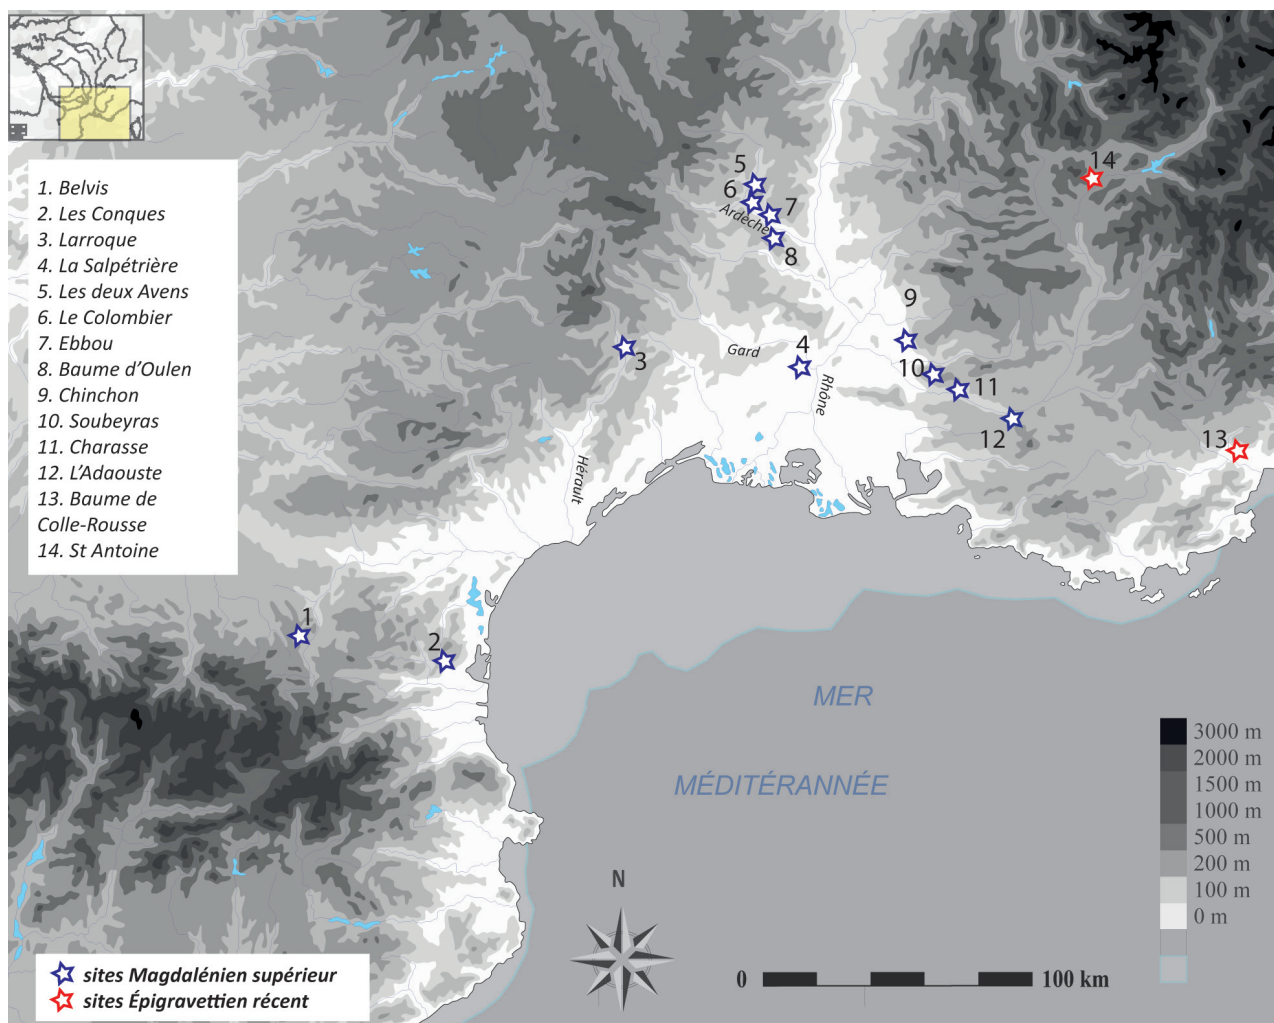 1. Belvis
2. Les Conques
3. Larroque
4. La Salpétrière
5. Les deux Avens
6. Le Colombier
7. Ebbou
8. Baume d'Oulen
9. Chinchon
10. Soubeyras
11. Charasse
12. L'Adaouste
13. Baume de
Colle-Rousse
14. St Antoine
14
5
6
7
Ardeche
8
9
3
Gard
4
10
11
Rhône
12
13
Hérault
1
2
MER
MÉDITÉRANNÉE
3000 m
2000 m
1500 m
1000 m
500 m
200 m
100 m
0 m
N
0
100 km
sites Magdalénien supérieur
sites Épigravettien récent